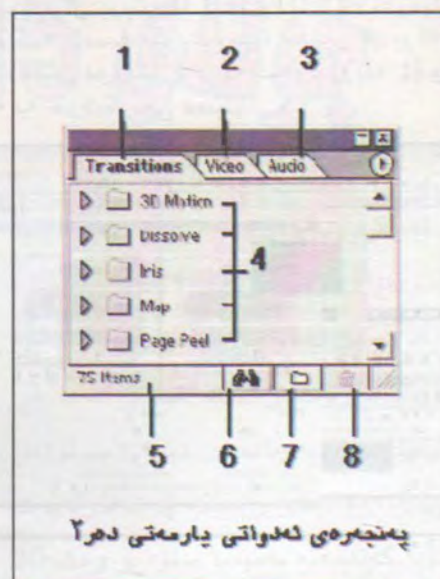 1 2 3
Transitions Video Audio
3D Motion
Dissolve
4
Iris
Map
Page Peel
75 Items
5 6 7 8
پەنجەرەی ئەدواتی یارمەتی دەر٢